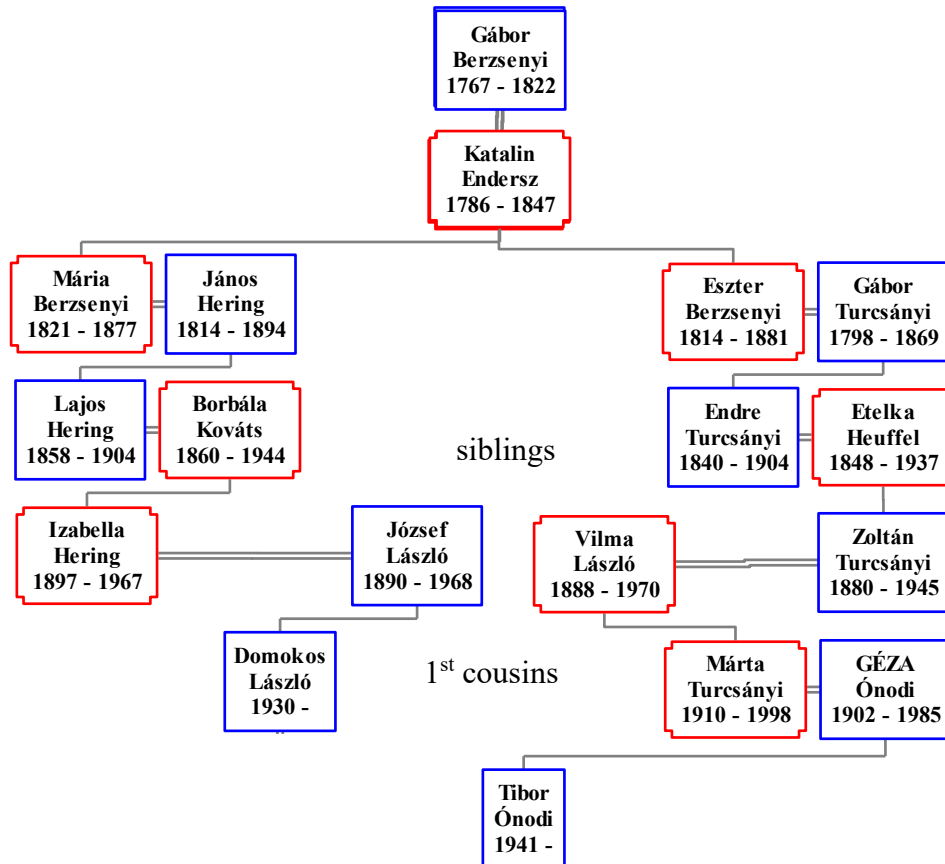 Gábor
Berzsenyi
1767 - 1822
Katalin
Endersz
1786 - 1847
Mária
Berzsenyi
1821 - 1877
János
Hering
1814 - 1894
Eszter
Berzsenyi
1814 - 1881
Gábor
Turcsányi
1798 - 1869
Lajos
Hering
1858 - 1904
Borbála
Kováts
1860 - 1944
siblings
Endre
Turcsányi
1840 - 1904
Etelka
Heuffel
1848 - 1937
Izabella
Hering
1897 - 1967
József
László
1890 - 1968
Vilma
László
1888 - 1970
Zoltán
Turcsányi
1880 - 1945
Domokos
László
1930 -
1st cousins
Márta
Turcsányi
1910 - 1998
GÉZA
Ónodi
1902 - 1985
Tibor
Ónodi
1941 -